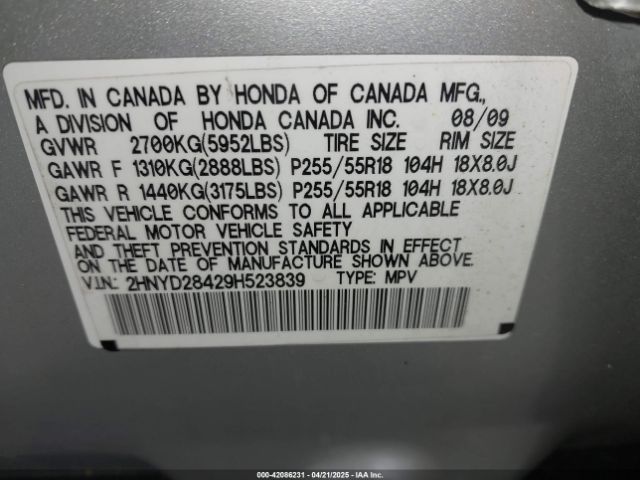 MFD. IN CANADA BY HONDA OF CANADA MFG.,
A DIVISION OF HONDA CANADA INC. 08/09
GVWR 2700KG(5952LBS) TIRE SIZE RIM SIZE
GAWR F 1310KG(2888LBS) P255/55R18 104H 18X8.0J
GAWR R 1440KG(3175LBS) P255/55R18 104H 18X8.0J
THIS VEHICLE CONFORMS TO ALL APPLICABLE
FEDERAL MOTOR VEHICLE SAFETY
AND THEFT PREVENTION STANDARDS IN EFFECT
ON THE DATE OF MANUFACTURE SHOWN ABOVE.
V.I.N.: 2HNYD28429H523839 TYPE: MPV
000-42086231 - 04/21/2025 - IAA Inc.